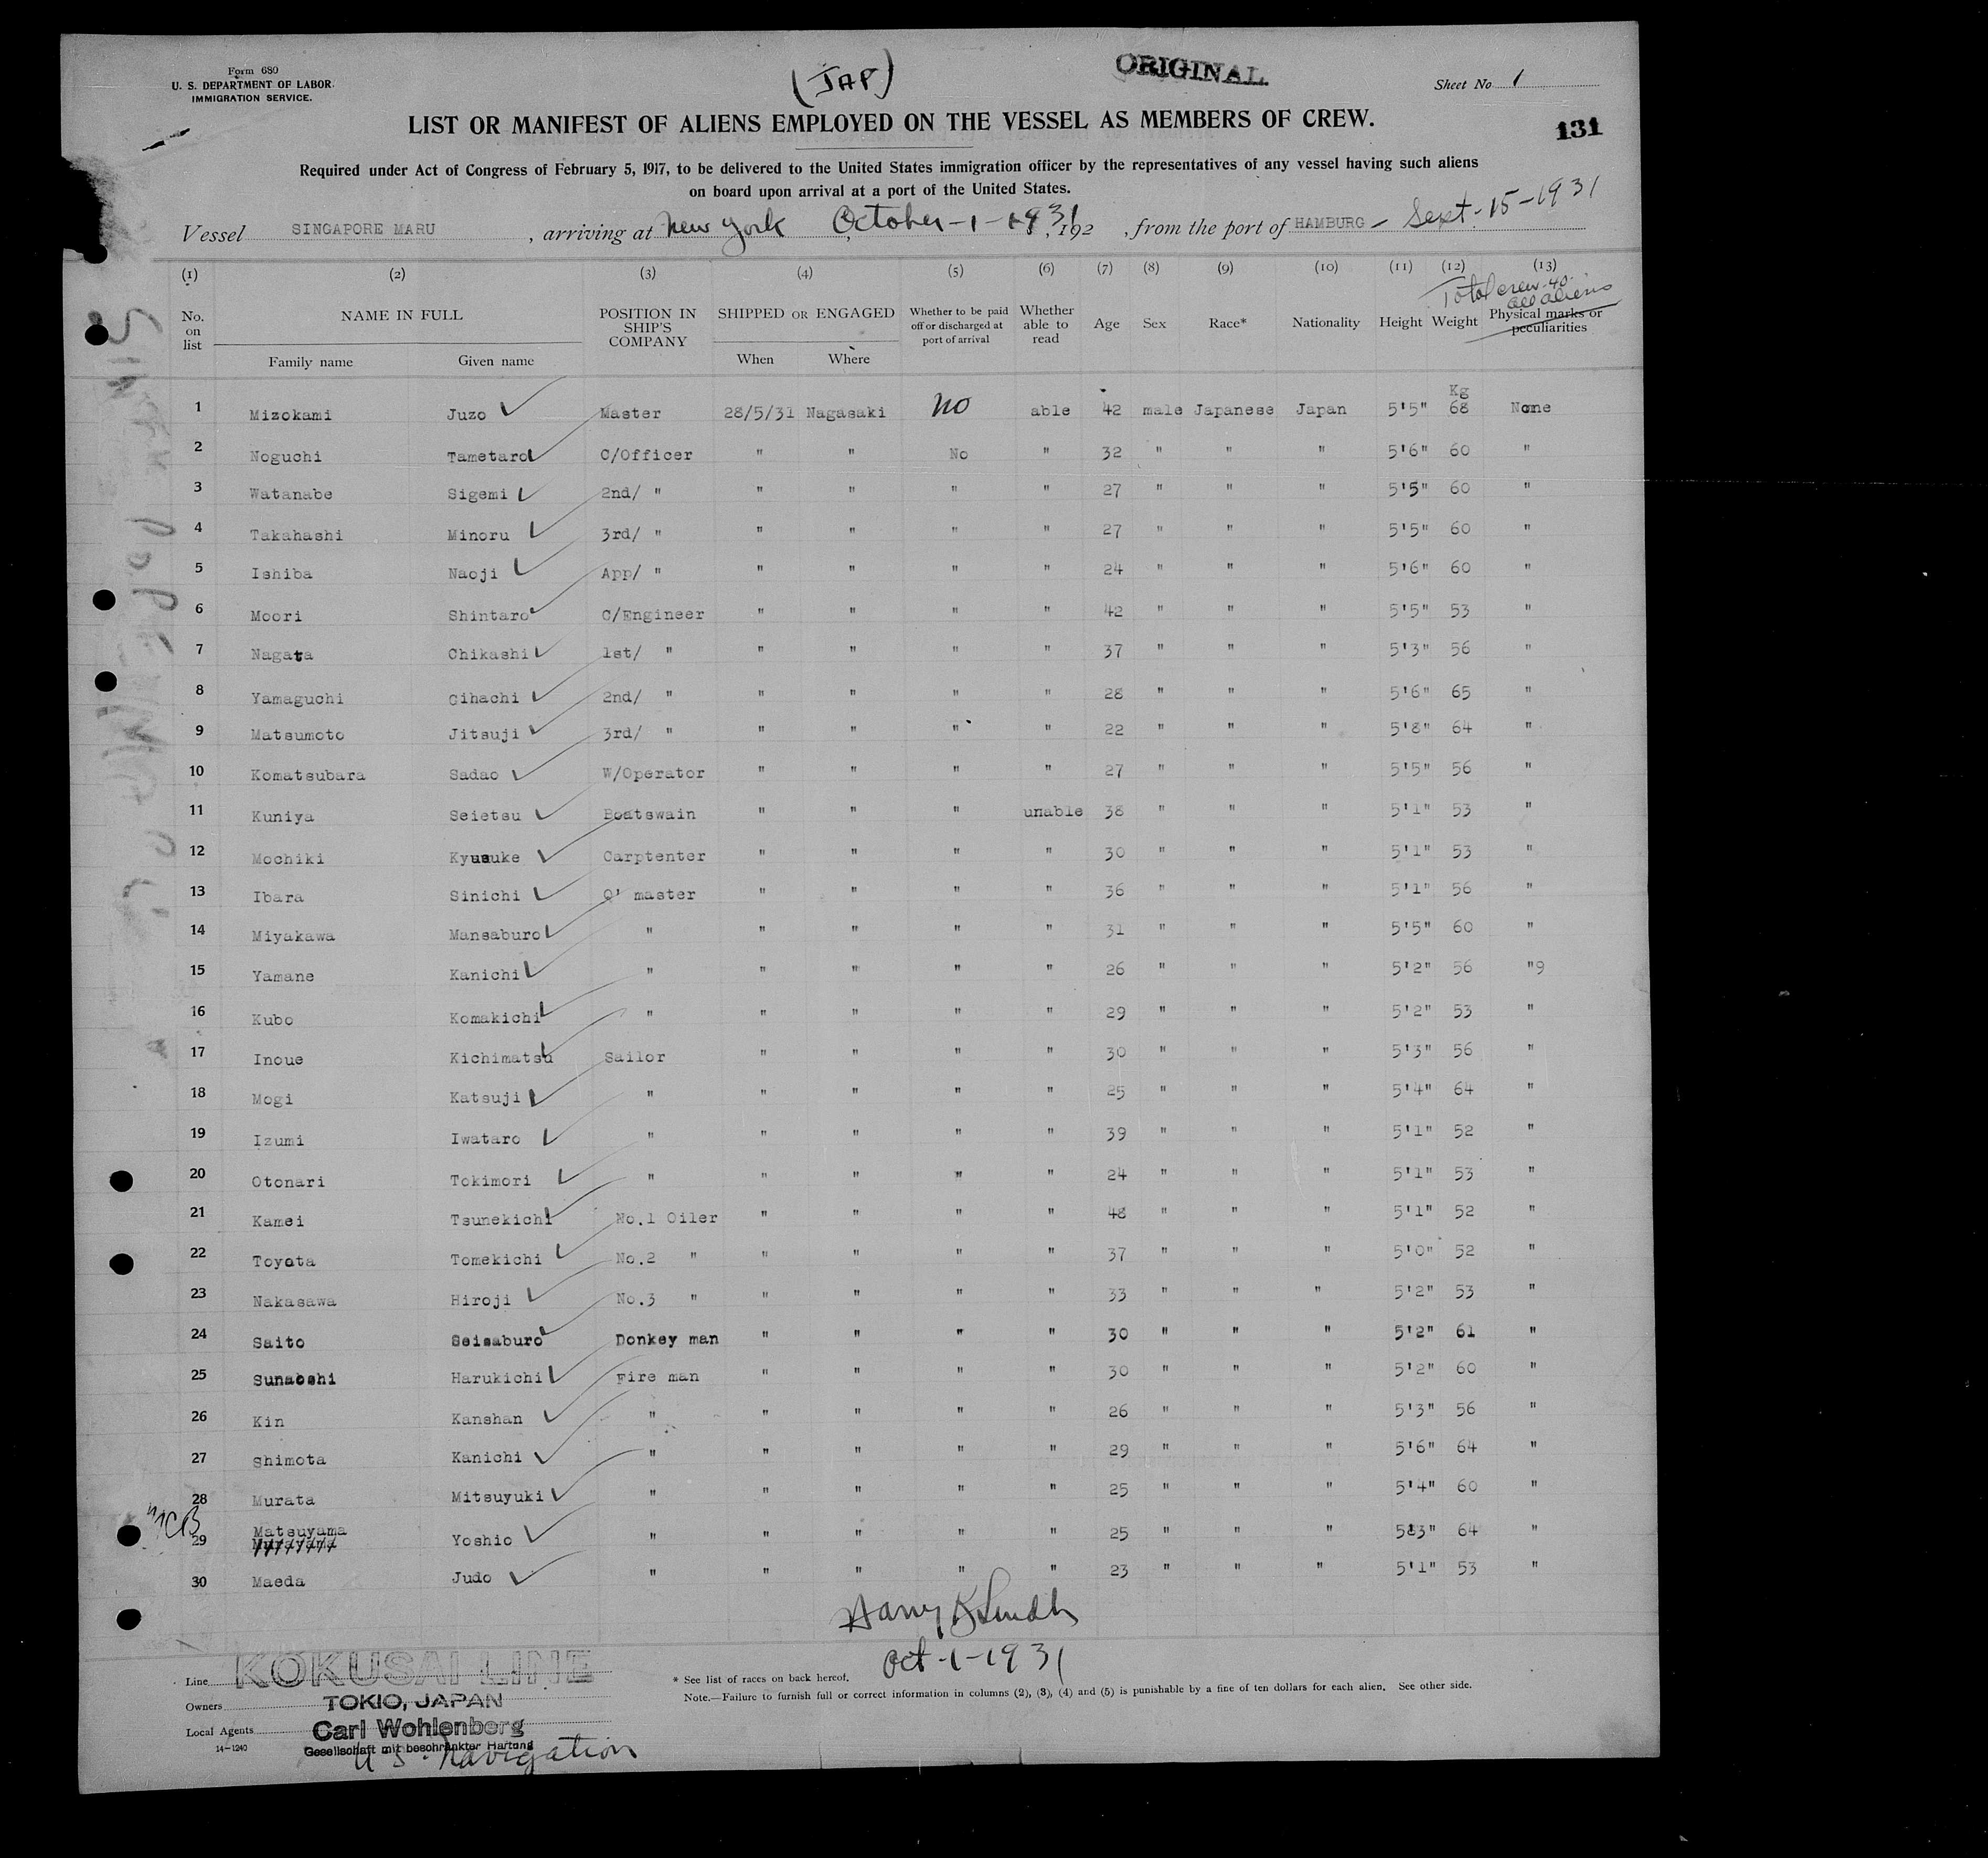 Form 680
U. S. DEPARTMENT OF LABOR
IMMIGRATION SERVICE.
(JAP)
ORIGINAL
Sheet No. 1
131
LIST OR MANIFEST OF ALIENS EMPLOYED ON THE VESSEL AS MEMBERS OF CREW.
Required under Act of Congress of February 5, 1917, to be delivered to the United States immigration officer by the representatives of any vessel having such aliens
on board upon arrival at a port of the United States.
Vessel SINGAPORE MARU, arriving at New York October-1-1931, 192 , from the port of HAMBURG - Sept-15-1931
(1) (2) (3) (4) (5) (6) (7) (8) (9) (10) (11) (12) (13)
Total crew-40
all aliens
No. on list NAME IN FULL Family name Given name POSITION IN SHIP'S COMPANY SHIPPED OR ENGAGED When Where Whether to be paid off or discharged at port of arrival Whether able to read Age Sex Race* Nationality Height Weight Physical marks or peculiarities
Kg
1 Mizokami Juzo Master 28/5/31 Nagasaki No able 42 male Japanese Japan 5'5" 68 None
2 Noguchi Tametaro C/Officer " " No " 32 " " " 5'6" 60 "
3 Watanabe Sigemi 2nd/ " " " " " 27 " " " 5'5" 60 "
4 Takahashi Minoru 3rd/ " " " " " 27 " " " 5'5" 60 "
5 Ishiba Naoji App/ " " " " " 24 " " " 5'6" 60 "
6 Moori Shintaro C/Engineer " " " " 42 " " " 5'5" 53 "
7 Nagata Chikashi 1st/ " " " " " 37 " " " 5'3" 56 "
8 Yamaguchi Gihachi 2nd/ " " " " " 28 " " " 5'6" 65 "
9 Matsumoto Jitsuji 3rd/ " " " " " 22 " " " 5'8" 64 "
10 Komatsubara Sadao W/Operator " " " " 27 " " " 5'5" 56 "
11 Kuniya Seietsu Boatswain " " " unable 38 " " " 5'1" 53 "
12 Mochiki Kyusuke Carptenter " " " " 30 " " " 5'1" 53 "
13 Ibara Sinichi Q' master " " " " 36 " " " 5'1" 56 "
14 Miyakawa Mansaburo " " " " " 31 " " " 5'5" 60 "
15 Yamane Kanichi " " " " " 26 " " " 5'2" 56 "9
16 Kubo Komakichi " " " " " 29 " " " 5'2" 53 "
17 Inoue Kichimatsu Sailor " " " " 30 " " " 5'3" 56 "
18 Mogi Katsuji " " " " " 25 " " " 5'4" 64 "
19 Izumi Iwataro " " " " " 39 " " " 5'1" 52 "
20 Otonari Tokimori " " " " " 24 " " " 5'1" 53 "
21 Kamei Tsunekichi No.1 Oiler " " " " 48 " " " 5'1" 52 "
22 Toyota Tomekichi No.2 " " " " " 37 " " " 5'0" 52 "
23 Nakasawa Hiroji No.3 " " " " " 33 " " " 5'2" 53 "
24 Saito Seisaburo Donkey man " " " " 30 " " " 5'2" 61 "
25 Sunaoshi Harukichi Fire man " " " " 30 " " " 5'2" 60 "
26 Kin Kanshan " " " " " 26 " " " 5'3" 56 "
27 Shimota Kanichi " " " " " 29 " " " 5'6" 64 "
28 Murata Mitsuyuki " " " " " 25 " " " 5'4" 60 "
29 Matsuyama Yoshio " " " " " 25 " " " 5'3" 64 "
30 Maeda Judo " " " " " 23 " " " 5'1" 53 "
Oct-1-1931
Line KOKUSAI LINE
Owners TOKIO, JAPAN
Local Agents Carl Wohlenberg
Gesellschaft mit beschränkter Haftung
U S. Navigation
14-1240
* See list of races on back hereof.
Note.—Failure to furnish full or correct information in columns (2), (3), (4) and (5) is punishable by a fine of ten dollars for each alien. See other side.